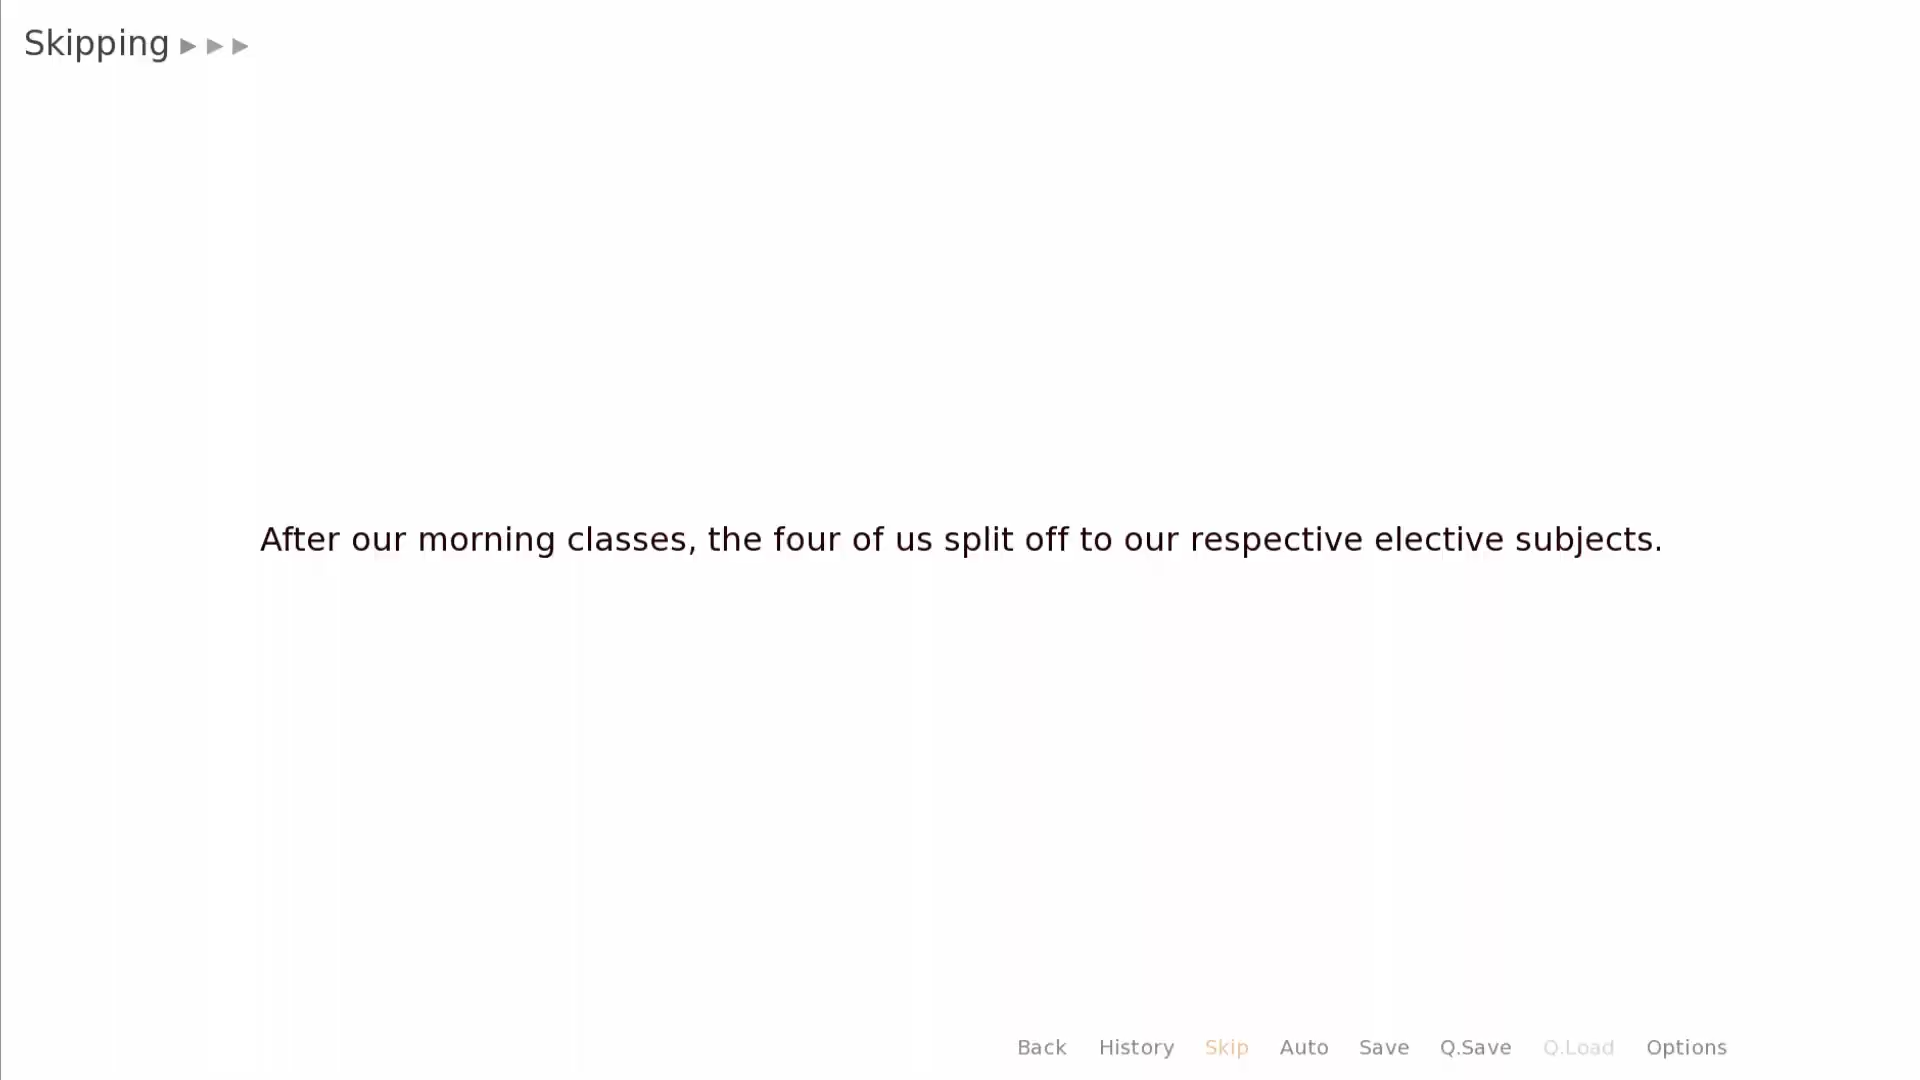 Skipping ▸ ▸ ▸
After our morning classes, the four of us split off to our respective elective subjects.
Back History Skip Auto Save Q.Save Q.Load Options